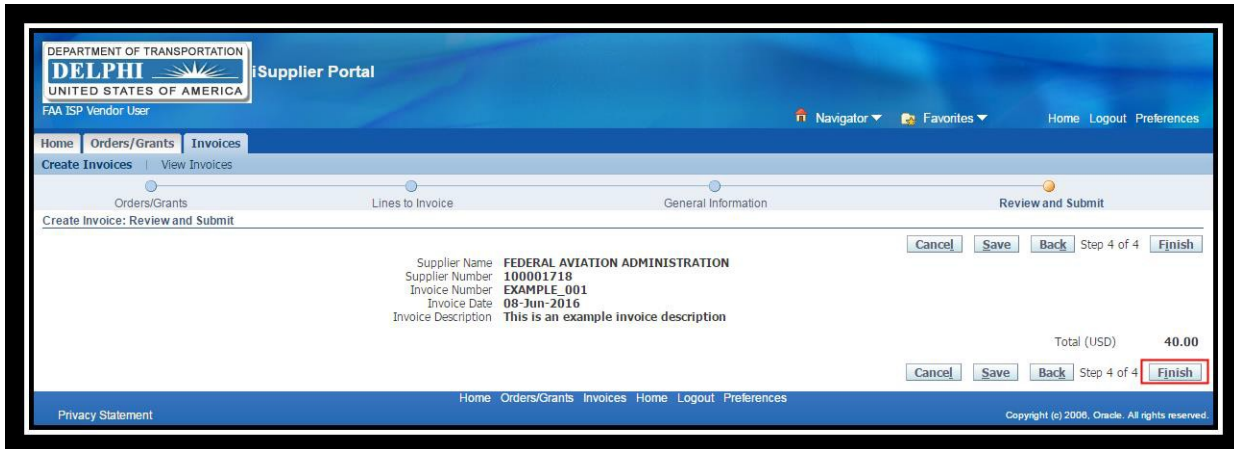 DEPARTMENT OF TRANSPORTATION
DELPHI
UNITED STATES OF AMERICA
iSupplier Portal
FAA ISP Vendor User
Navigator Favorites Home Logout Preferences
Home Orders/Grants Invoices
Create Invoices | View Invoices
Orders/Grants Lines to Invoice General Information Review and Submit
Create Invoice: Review and Submit
Cancel Save Back Step 4 of 4 Finish
Supplier Name FEDERAL AVIATION ADMINISTRATION
Supplier Number 100001718
Invoice Number EXAMPLE_001
Invoice Date 08-Jun-2016
Invoice Description This is an example invoice description
Total (USD) 40.00
Cancel Save Back Step 4 of 4 Finish
Home Orders/Grants Invoices Home Logout Preferences
Privacy Statement Copyright (c) 2006, Oracle. All rights reserved.